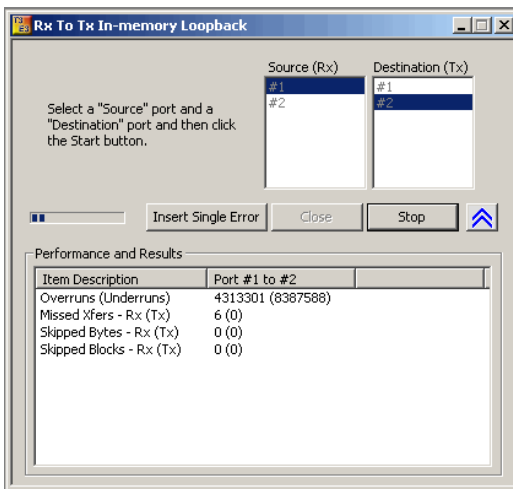 Rx To Tx In-memory Loopback
Source (Rx) Destination (Tx)
#1 #1
#2 #2
Select a "Source" port and a
"Destination" port and then click
the Start button.
Insert Single Error Close Stop
Performance and Results
Item Description Port #1 to #2
Overruns (Underruns) 4313301 (8387588)
Missed Xfers - Rx (Tx) 6 (0)
Skipped Bytes - Rx (Tx) 0 (0)
Skipped Blocks - Rx (Tx) 0 (0)